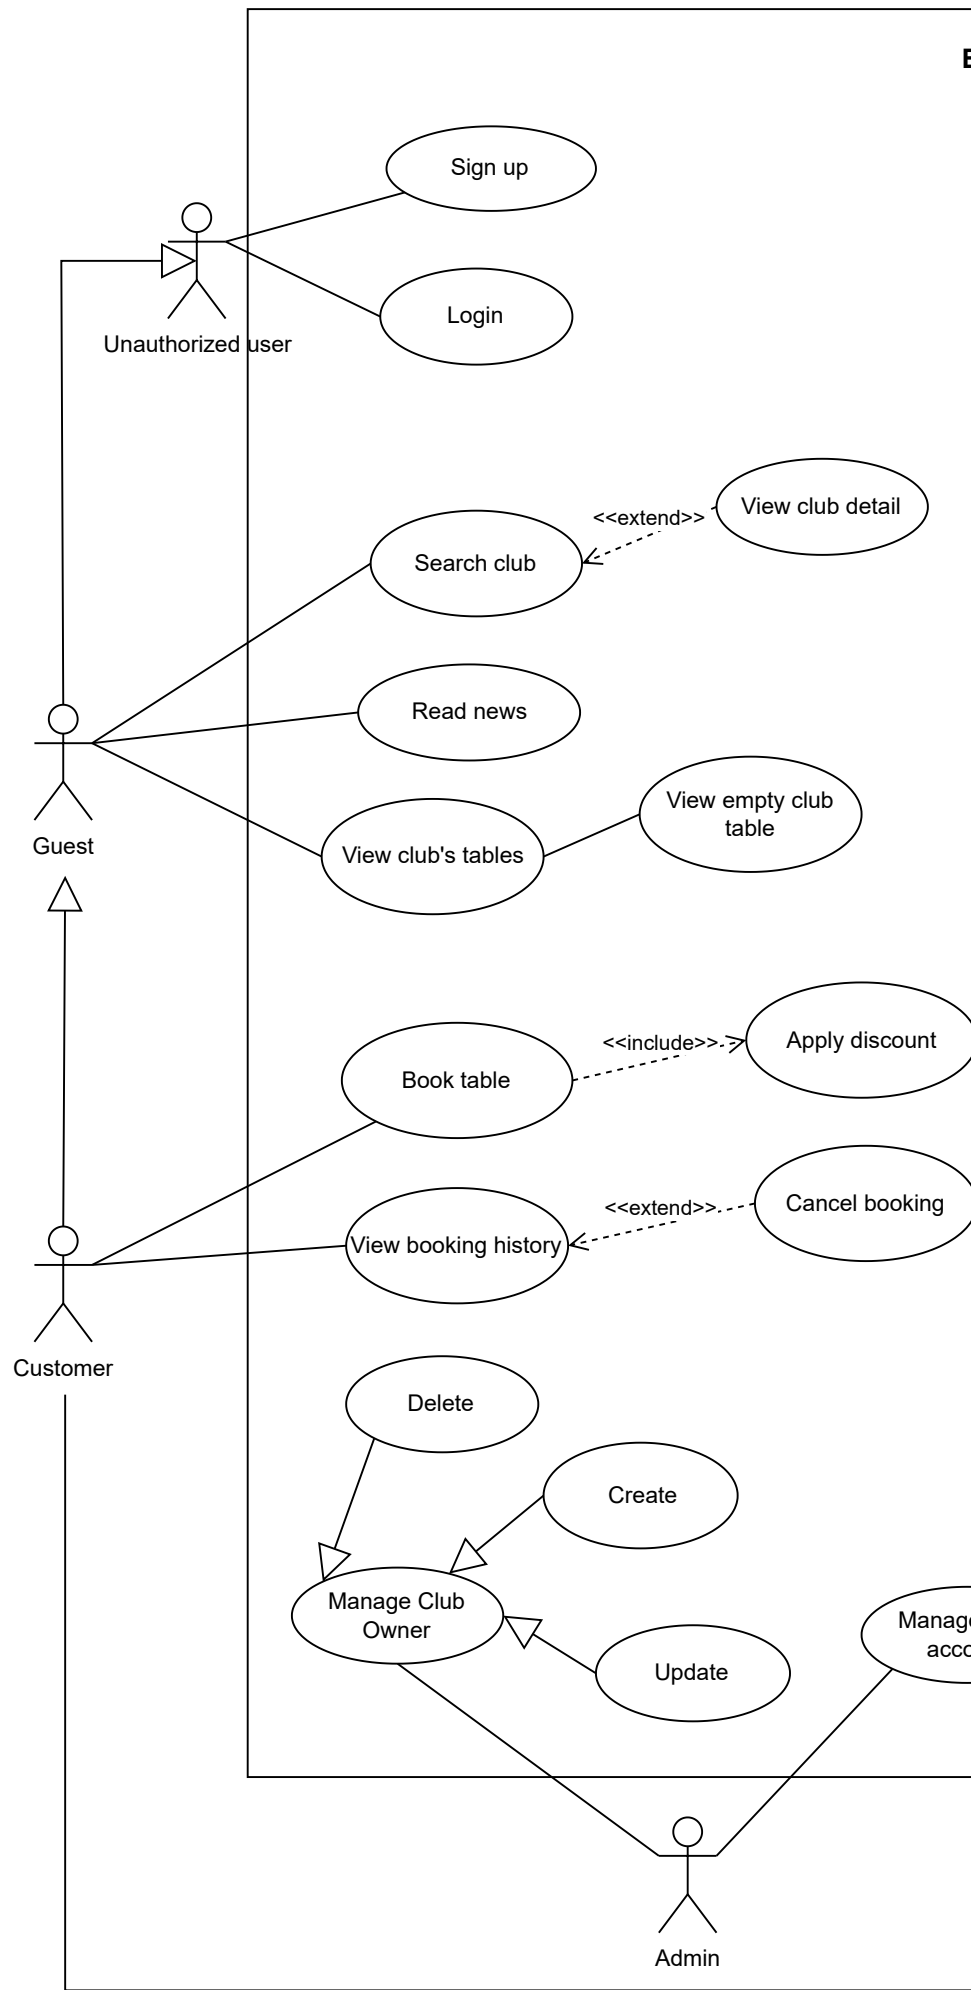 Sign up
Login
Unauthorized user
View club detail
<<extend>>
Search club
Read news
View empty club
table
View club's tables
Guest
Apply discount
<<include>>
Book table
Cancel booking
<<extend>>
View booking history
Customer
Delete
Create
Manage Club
Owner
Manage
Update
Admin